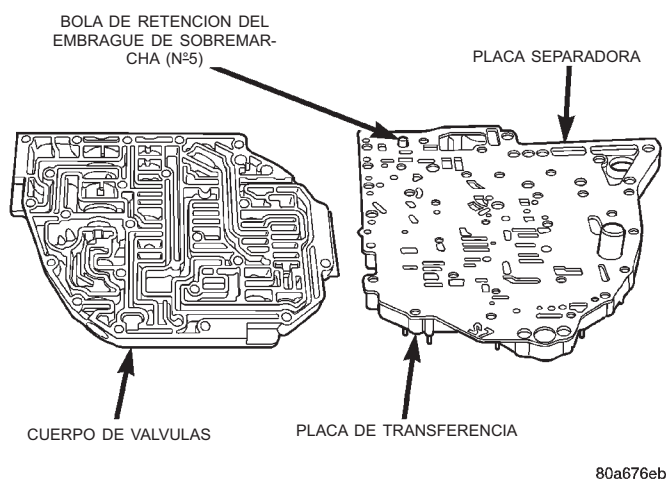 BOLA DE RETENCION DEL
EMBRAGUE DE SOBREMAR-
CHA (Nº5)
PLACA SEPARADORA
CUERPO DE VALVULAS
PLACA DE TRANSFERENCIA
80a676eb